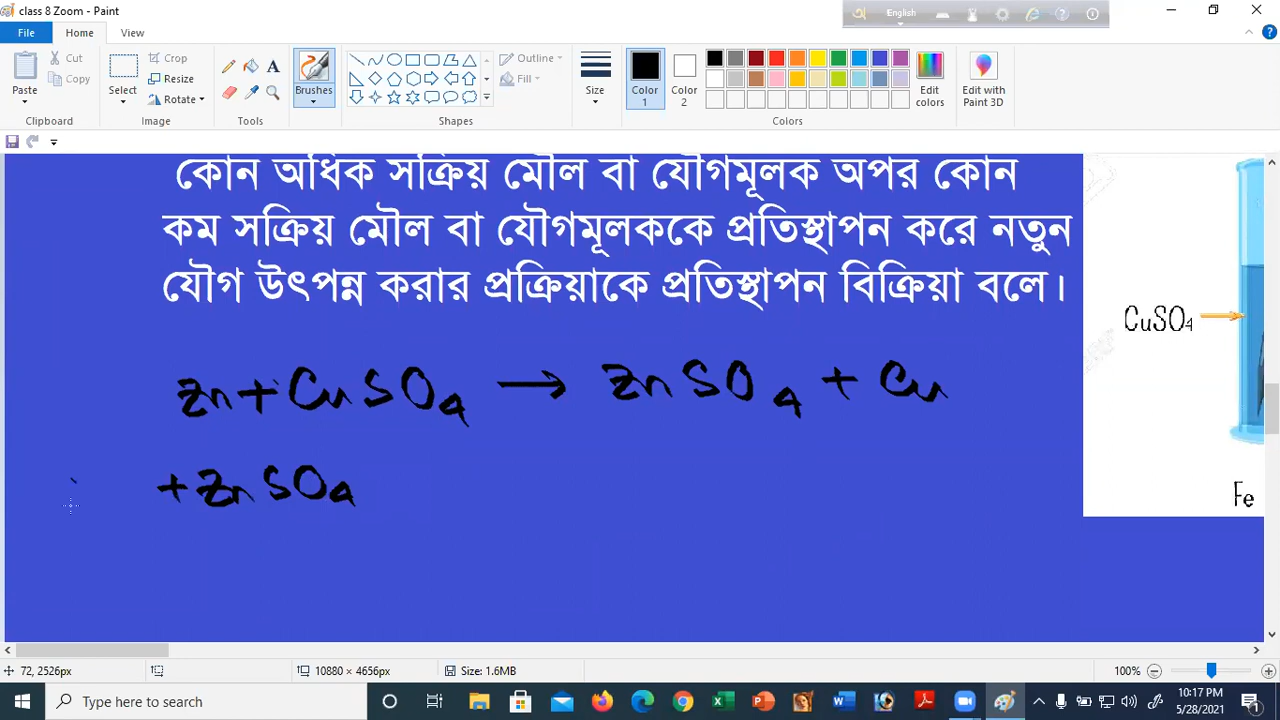 class 8 Zoom - Paint
English
File
Home
View
Paste
Cut
Copy
Clipboard
Select
Crop
Resize
Rotate
Image
Tools
Brushes
Outline
Fill
Shapes
Size
Color 1
Color 2
Edit colors
Edit with Paint 3D
Colors
কোন অধিক সক্রিয় মৌল বা যৌগমূলক অপর কোন
কম সক্রিয় মৌল বা যৌগমূলককে প্রতিস্থাপন করে নতুন
যৌগ উৎপন্ন করার প্রক্রিয়াকে প্রতিস্থাপন বিক্রিয়া বলে।
CuSO4
Zn+CuSO4 → ZnSO4 + Cu
+ZnSO4
Fe
72, 2526px
10880 × 4656px
Size: 1.6MB
100%
Type here to search
10:17 PM
5/28/2021